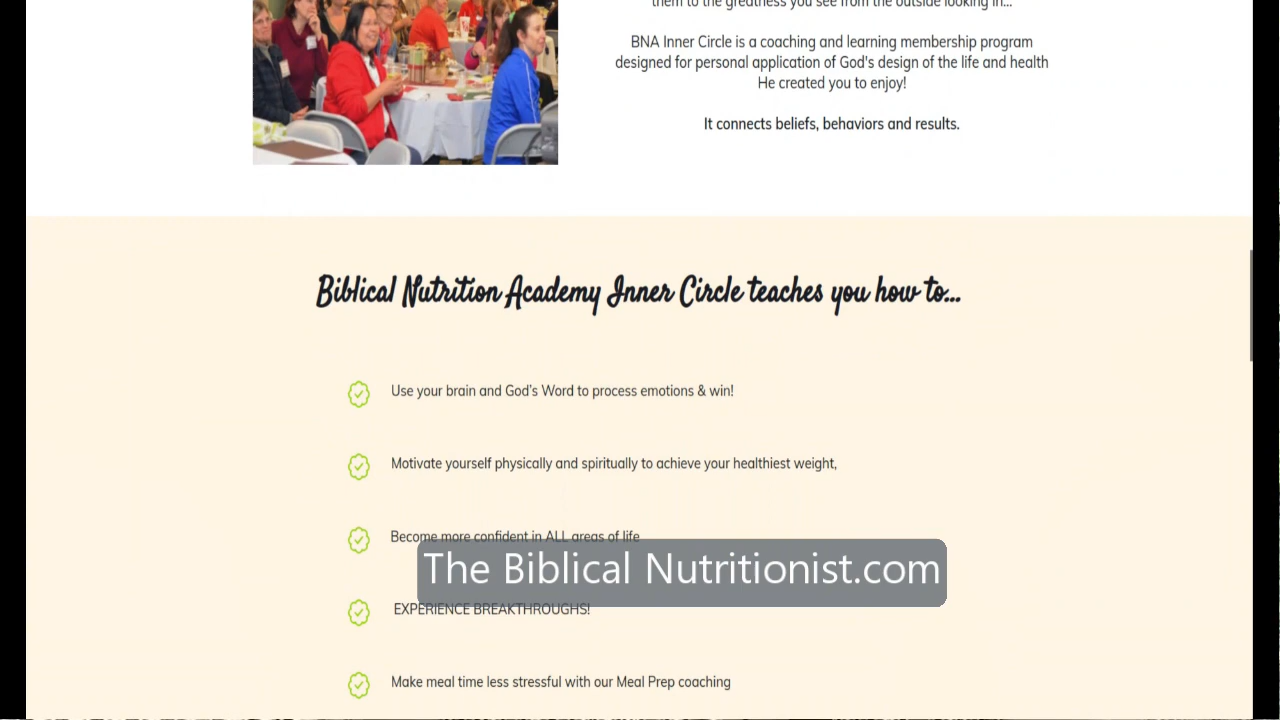 them to the greatness you see from the outside looking in...
BNA Inner Circle is a coaching and learning membership program
designed for personal application of God's design of the life and health
He created you to enjoy!
It connects beliefs, behaviors and results.
Biblical Nutrition Academy Inner Circle teaches you how to...
Use your brain and God's Word to process emotions & win!
Motivate yourself physically and spiritually to achieve your healthiest weight,
Become more confident in ALL areas of life
The Biblical Nutritionist.com
EXPERIENCE BREAKTHROUGHS!
Make meal time less stressful with our Meal Prep coaching